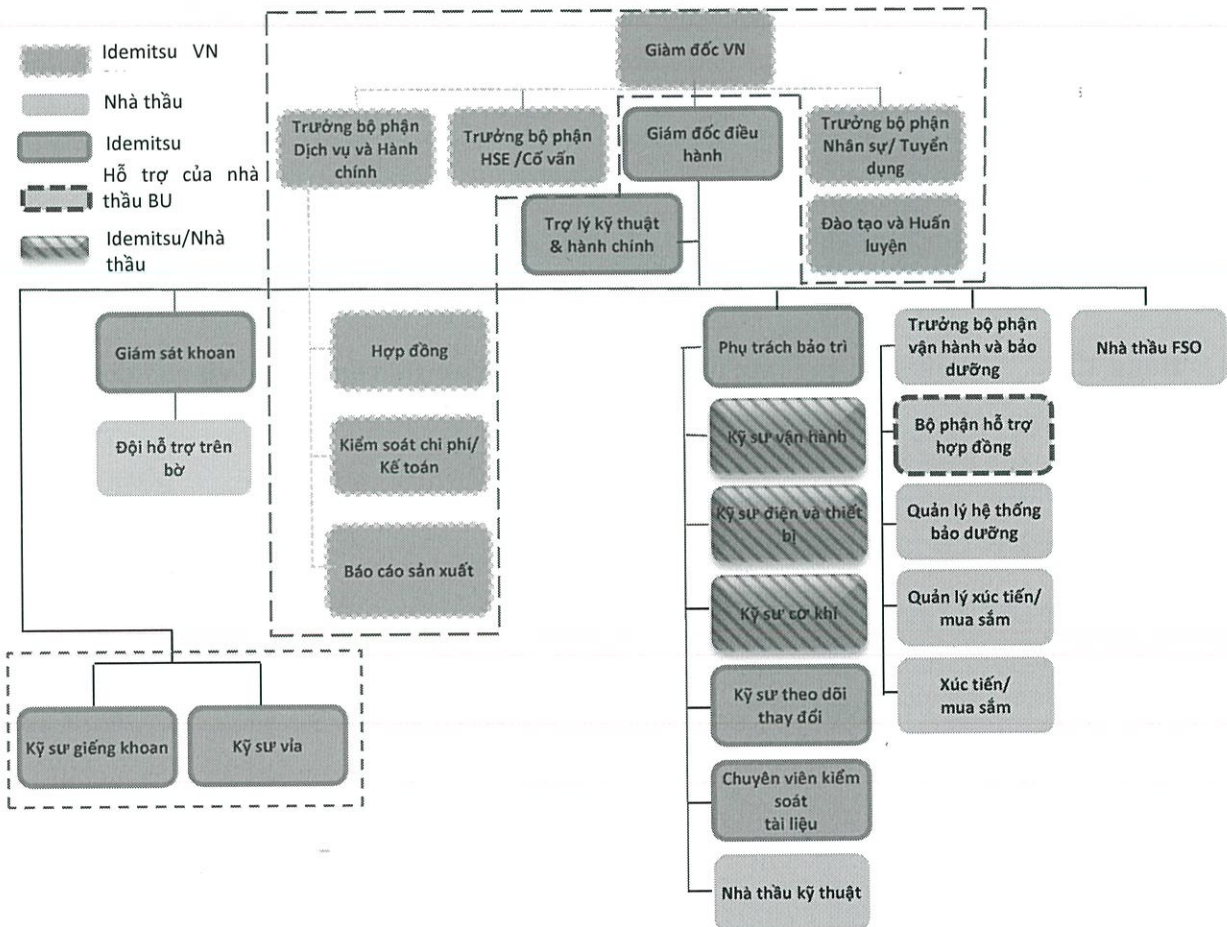 Idemitsu VN
Nhà thầu
Idemitsu
Hỗ trợ của nhà
thầu BU
Idemitsu/Nhà
thầu
Giàm đốc VN
Trưởng bộ phận
Dịch vụ và Hành
chính
Trưởng bộ phận
HSE /Cố vấn
Giám đốc điều
hành
Trưởng bộ phận
Nhân sự/ Tuyển
dụng
Trợ lý kỹ thuật
& hành chính
Đào tạo và Huấn
luyện
Giám sát khoan
Đội hỗ trợ trên
bờ
Hợp đồng
Kiểm soát chi phí/
Kế toán
Báo cáo sản xuất
Kỹ sư giếng khoan
Kỹ sư vỉa
Phụ trách bảo trì
Kỹ sư vận hành
Kỹ sư điện và thiết
bị
Kỹ sư cơ khí
Kỹ sư theo dõi
thay đổi
Chuyên viên kiểm
soát
tài liệu
Nhà thầu kỹ thuật
Trưởng bộ phận
vận hành và bảo
dưỡng
Bộ phận hỗ trợ
hợp đồng
Quản lý hệ thống
bảo dưỡng
Quản lý xúc tiến/
mua sắm
Xúc tiến/
mua sắm
Nhà thầu FSO